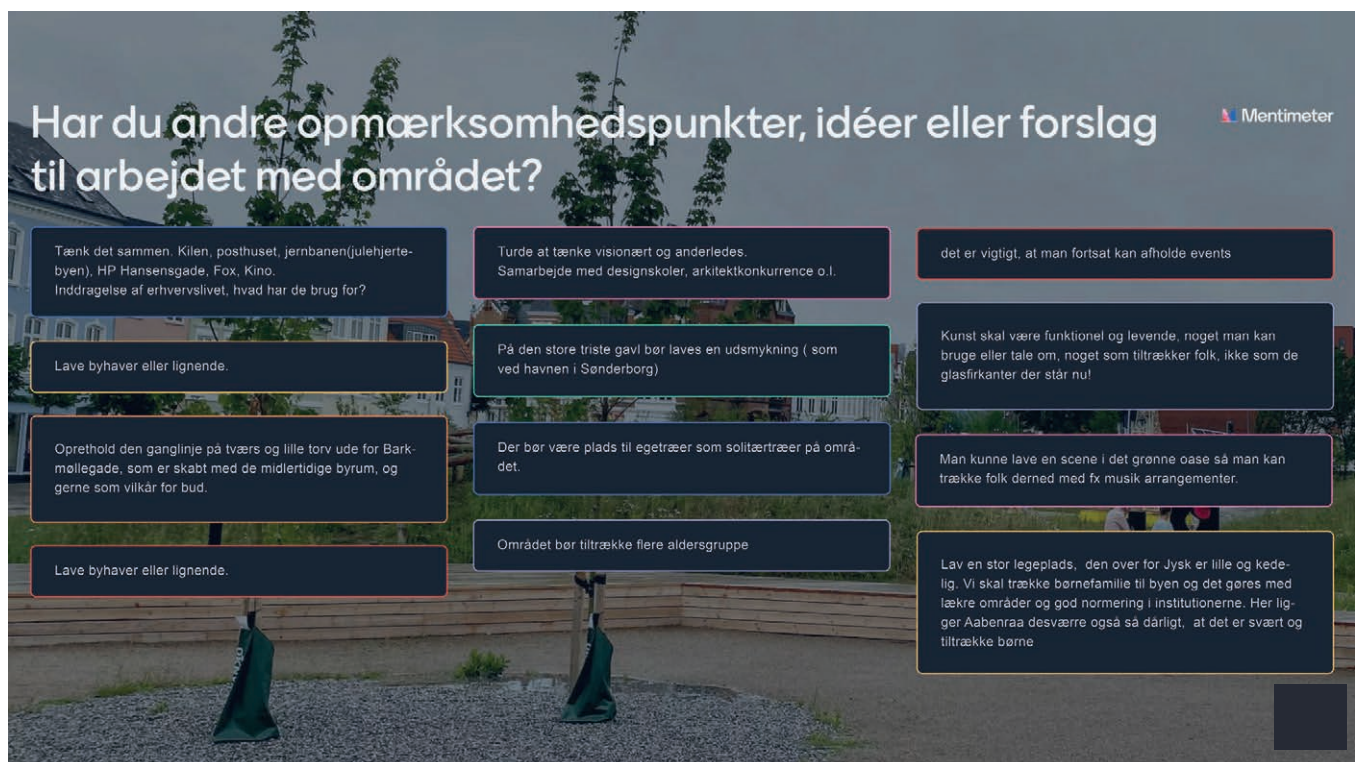 Har du andre opmærksomhedspunkter, idéer eller forslag
til arbejdet med området?
Mentimeter
Tænk det sammen. Kilen, posthuset, jernbanen(julehjerte-
byen), HP Hansensgade, Fox, Kino.
Inddragelse af erhvervslivet, hvad har de brug for?
Lave byhaver eller lignende.
Oprethold den ganglinje på tværs og lille torv ude for Bark-
møllegade, som er skabt med de midlertidige byrum, og
gerne som vilkår for bud.
Lave byhaver eller lignende.
Turde at tænke visionært og anderledes.
Samarbejde med designskoler, arkitektkonkurrence o.l.
På den store triste gavl bør laves en udsmykning ( som
ved havnen i Sønderborg)
Der bør være plads til egetræer som solitærtræer på områ-
det.
Området bør tiltrække flere aldersgruppe
det er vigtigt, at man fortsat kan afholde events
Kunst skal være funktionel og levende, noget man kan
bruge eller tale om, noget som tiltrækker folk, ikke som de
glasfirkanter der står nu!
Man kunne lave en scene i det grønne oase så man kan
trække folk derned med fx musik arrangementer.
Lav en stor legeplads,  den over for Jysk er lille og kede-
lig. Vi skal trække børnefamilie til byen og det gøres med
lækre områder og god normering i institutionerne. Her lig-
ger Aabenraa desværre også så dårligt,  at det er svært og
tiltrække børne